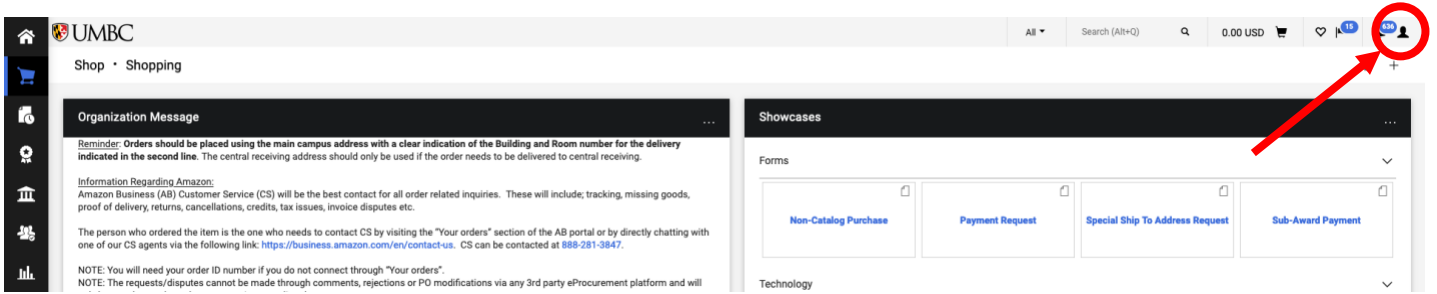 UMBC
All
Search (Alt+Q)
0.00 USD
15
636
Shop · Shopping
Organization Message
...
Reminder: Orders should be placed using the main campus address with a clear indication of the Building and Room number for the delivery
indicated in the second line. The central receiving address should only be used if the order needs to be delivered to central receiving.
Information Regarding Amazon:
Amazon Business (AB) Customer Service (CS) will be the best contact for all order related inquiries. These will include; tracking, missing goods,
proof of delivery, returns, cancellations, credits, tax issues, invoice disputes etc.
The person who ordered the item is the one who needs to contact CS by visiting the "Your orders" section of the AB portal or by directly chatting with
one of our CS agents via the following link: https://business.amazon.com/en/contact-us. CS can be contacted at 888-281-3847.
NOTE: You will need your order ID number if you do not connect through "Your orders".
NOTE: The requests/disputes cannot be made through comments, rejections or PO modifications via any 3rd party eProcurement platform and will
Showcases
...
Forms
Non-Catalog Purchase
Payment Request
Special Ship To Address Request
Sub-Award Payment
Technology